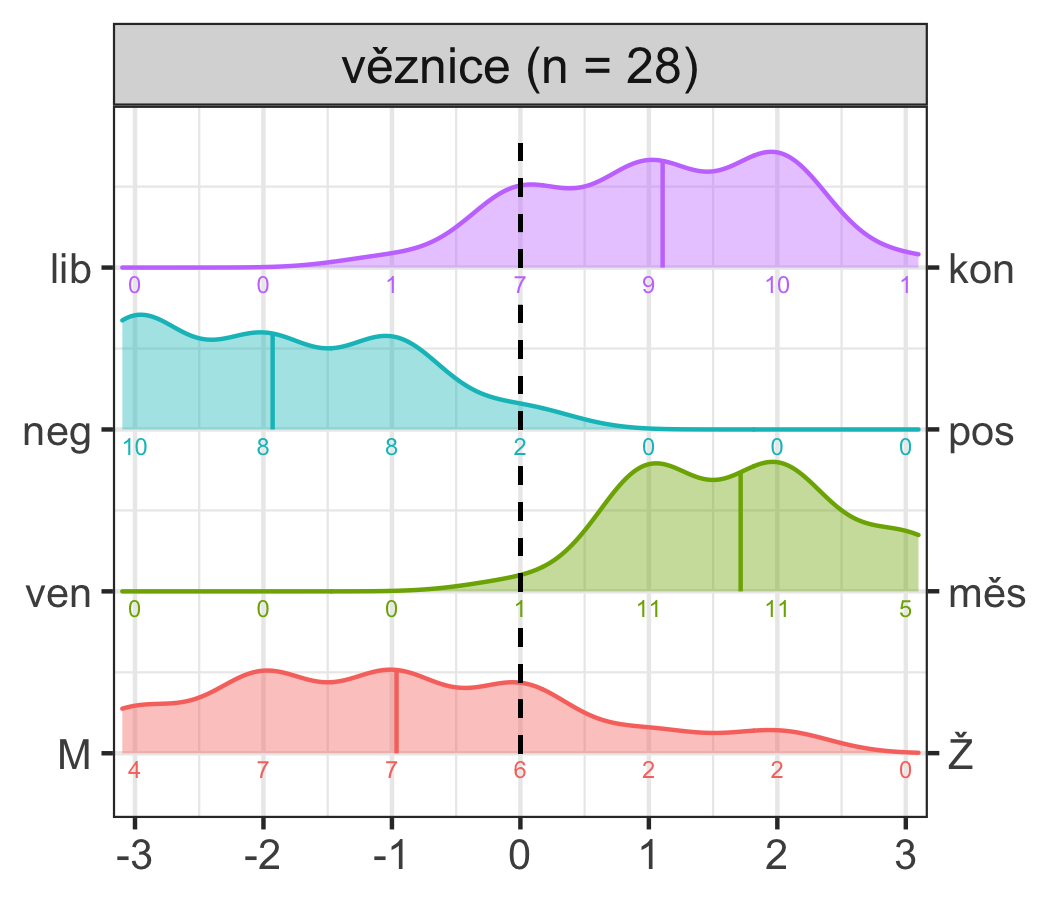 věznice (n = 28)
lib kon
0 0 1 7 9 10 1
neg pos
10 8 8 2 0 0 0
ven měs
0 0 0 1 11 11 5
M Ž
4 7 7 6 2 2 0
-3 -2 -1 0 1 2 3